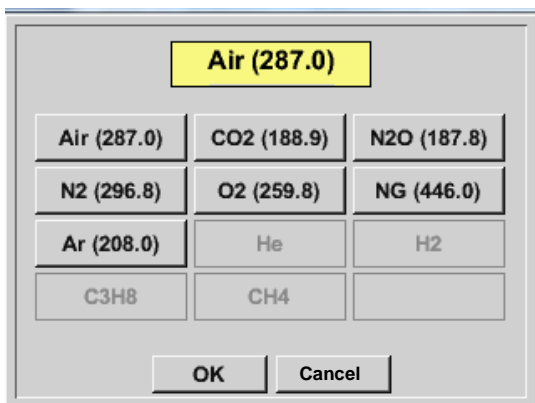 Air (287.0)
Air (287.0) CO2 (188.9) N2O (187.8)
N2 (296.8) O2 (259.8) NG (446.0)
Ar (208.0) He H2
C3H8 CH4
OK Cancel